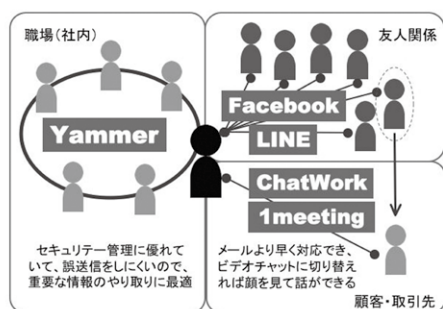 職場（社内）
Yammer
セキュリテー管理に優れて
いて、誤送信をしにくいので、
重要な情報のやり取りに最適
友人関係
Facebook
LINE
ChatWork
1meeting
メールより早く対応でき、
ビデオチャットに切り替え
れば顔を見て話ができる
顧客・取引先